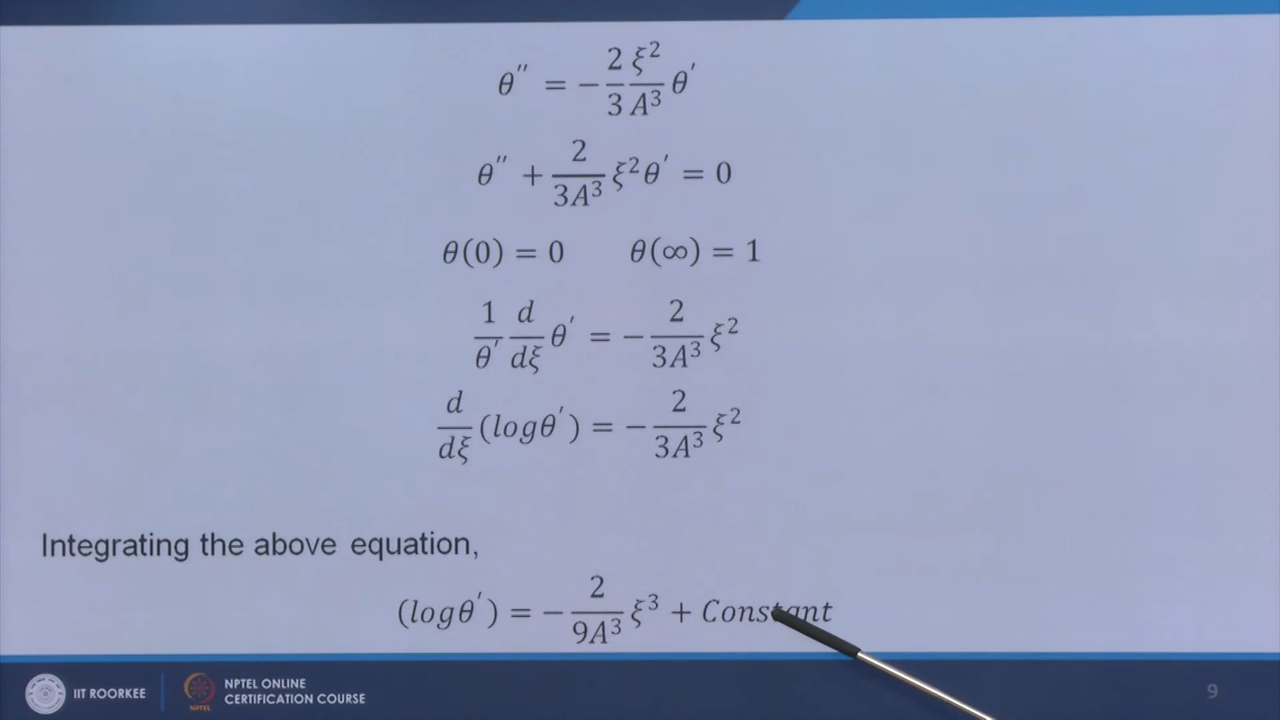 θ'' = -2/3 ξ²/A³ θ'
θ'' + 2/(3A³) ξ²θ' = 0
θ(0) = 0 θ(∞) = 1
1/θ' d/dξ θ' = -2/(3A³) ξ²
d/dξ (logθ') = -2/(3A³) ξ²
Integrating the above equation,
(logθ') = -2/(9A³) ξ³ + Constant
IIT ROORKEE
NPTEL
NPTEL ONLINE
CERTIFICATION COURSE
9